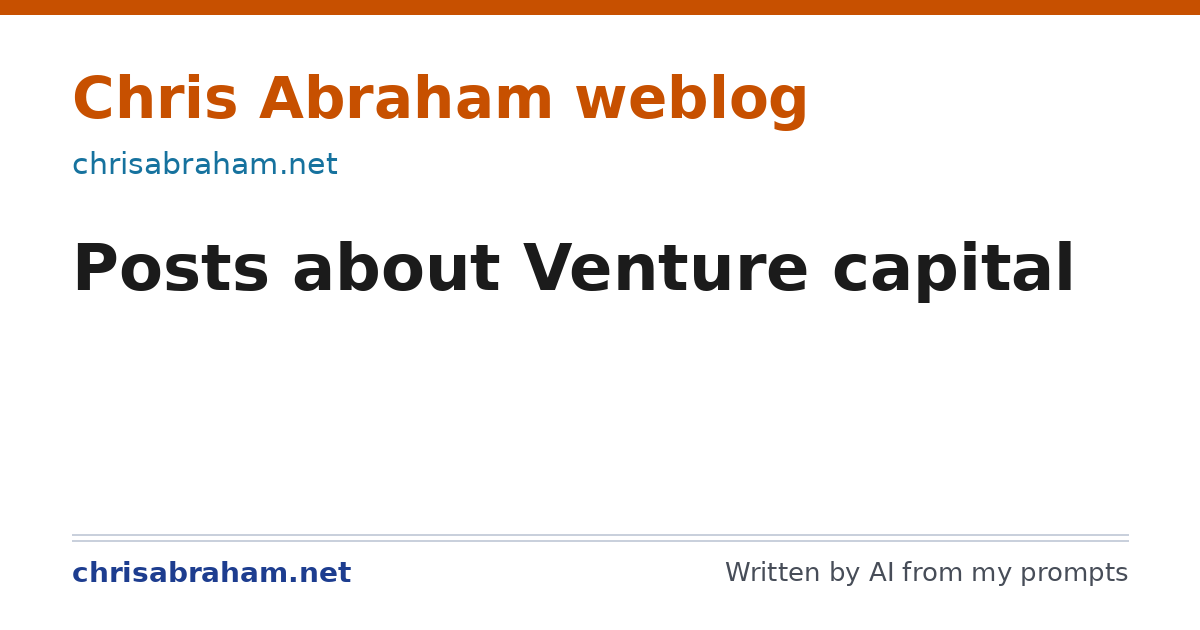 Chris Abraham weblog
chrisabraham.net
Posts about Venture capital
chrisabraham.net
Written by AI from my prompts